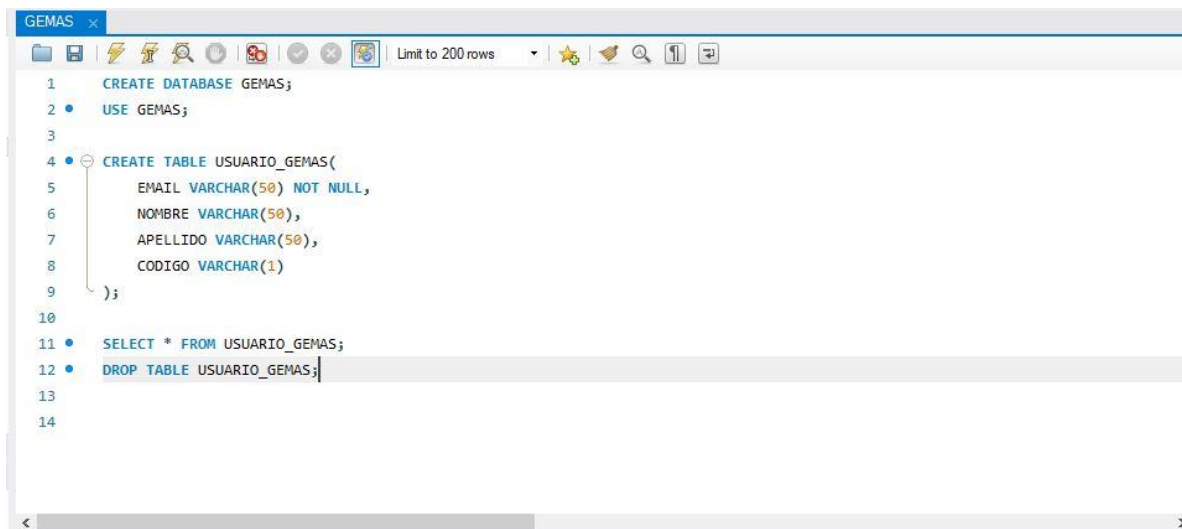 GEMAS
Limit to 200 rows
1 CREATE DATABASE GEMAS;
2 USE GEMAS;
3
4 CREATE TABLE USUARIO_GEMAS(
5 EMAIL VARCHAR(50) NOT NULL,
6 NOMBRE VARCHAR(50),
7 APELLIDO VARCHAR(50),
8 CODIGO VARCHAR(1)
9 );
10
11 SELECT * FROM USUARIO_GEMAS;
12 DROP TABLE USUARIO_GEMAS;
13
14